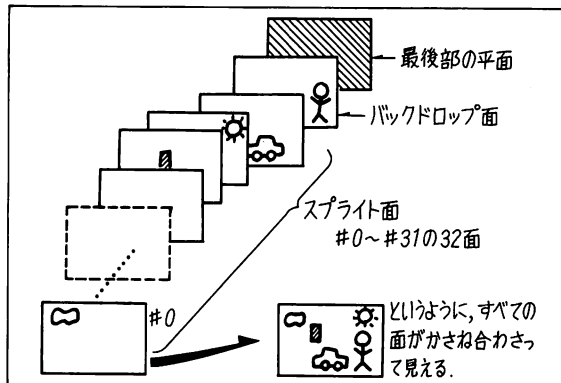 最後部の平面
バックドロップ面
スプライト面
#0～#31の32面
#0
というように,すべての
面がかさね合わさっ
て見える.